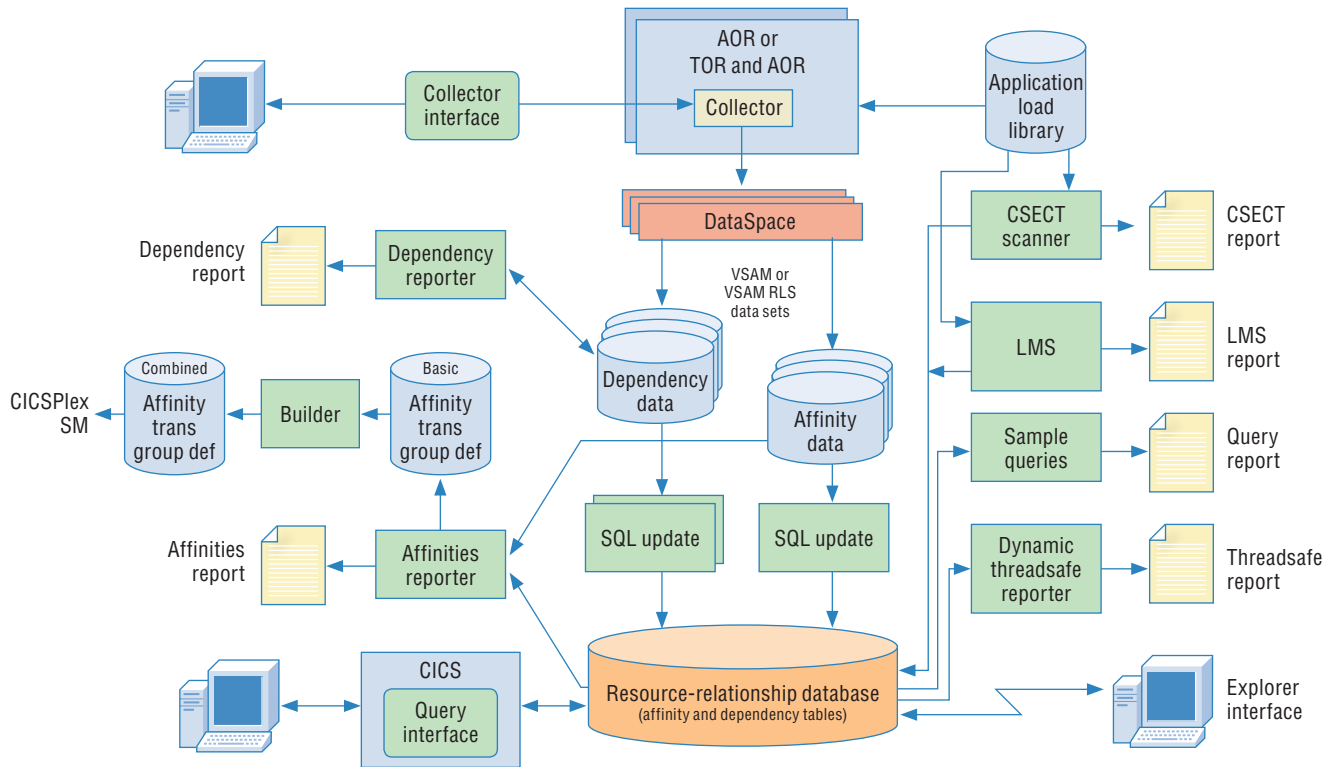 AOR or
TOR and AOR
Collector
Collector
interface
Application
load
library
DataSpace
CSECT
scanner
CSECT
report
Dependency
report
Dependency
reporter
VSAM or
VSAM RLS
data sets
LMS
LMS
report
Dependency
data
Affinity
data
CICSPlex
SM
Combined
Affinity
trans
group def
Builder
Basic
Affinity
trans
group def
Sample
queries
Query
report
SQL update
SQL update
Affinities
report
Affinities
reporter
Dynamic
threadsafe
reporter
Threadsafe
report
CICS
Query
interface
Resource-relationship database
(affinity and dependency tables)
Explorer
interface